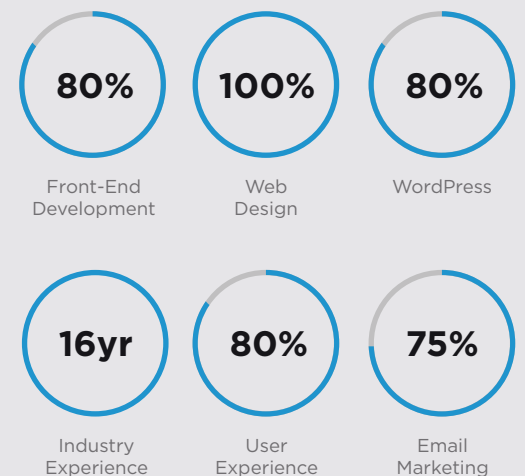 80%
100%
80%
Front-End
Development
Web
Design
WordPress
16yr
80%
75%
Industry
Experience
User
Experience
Email
Marketing